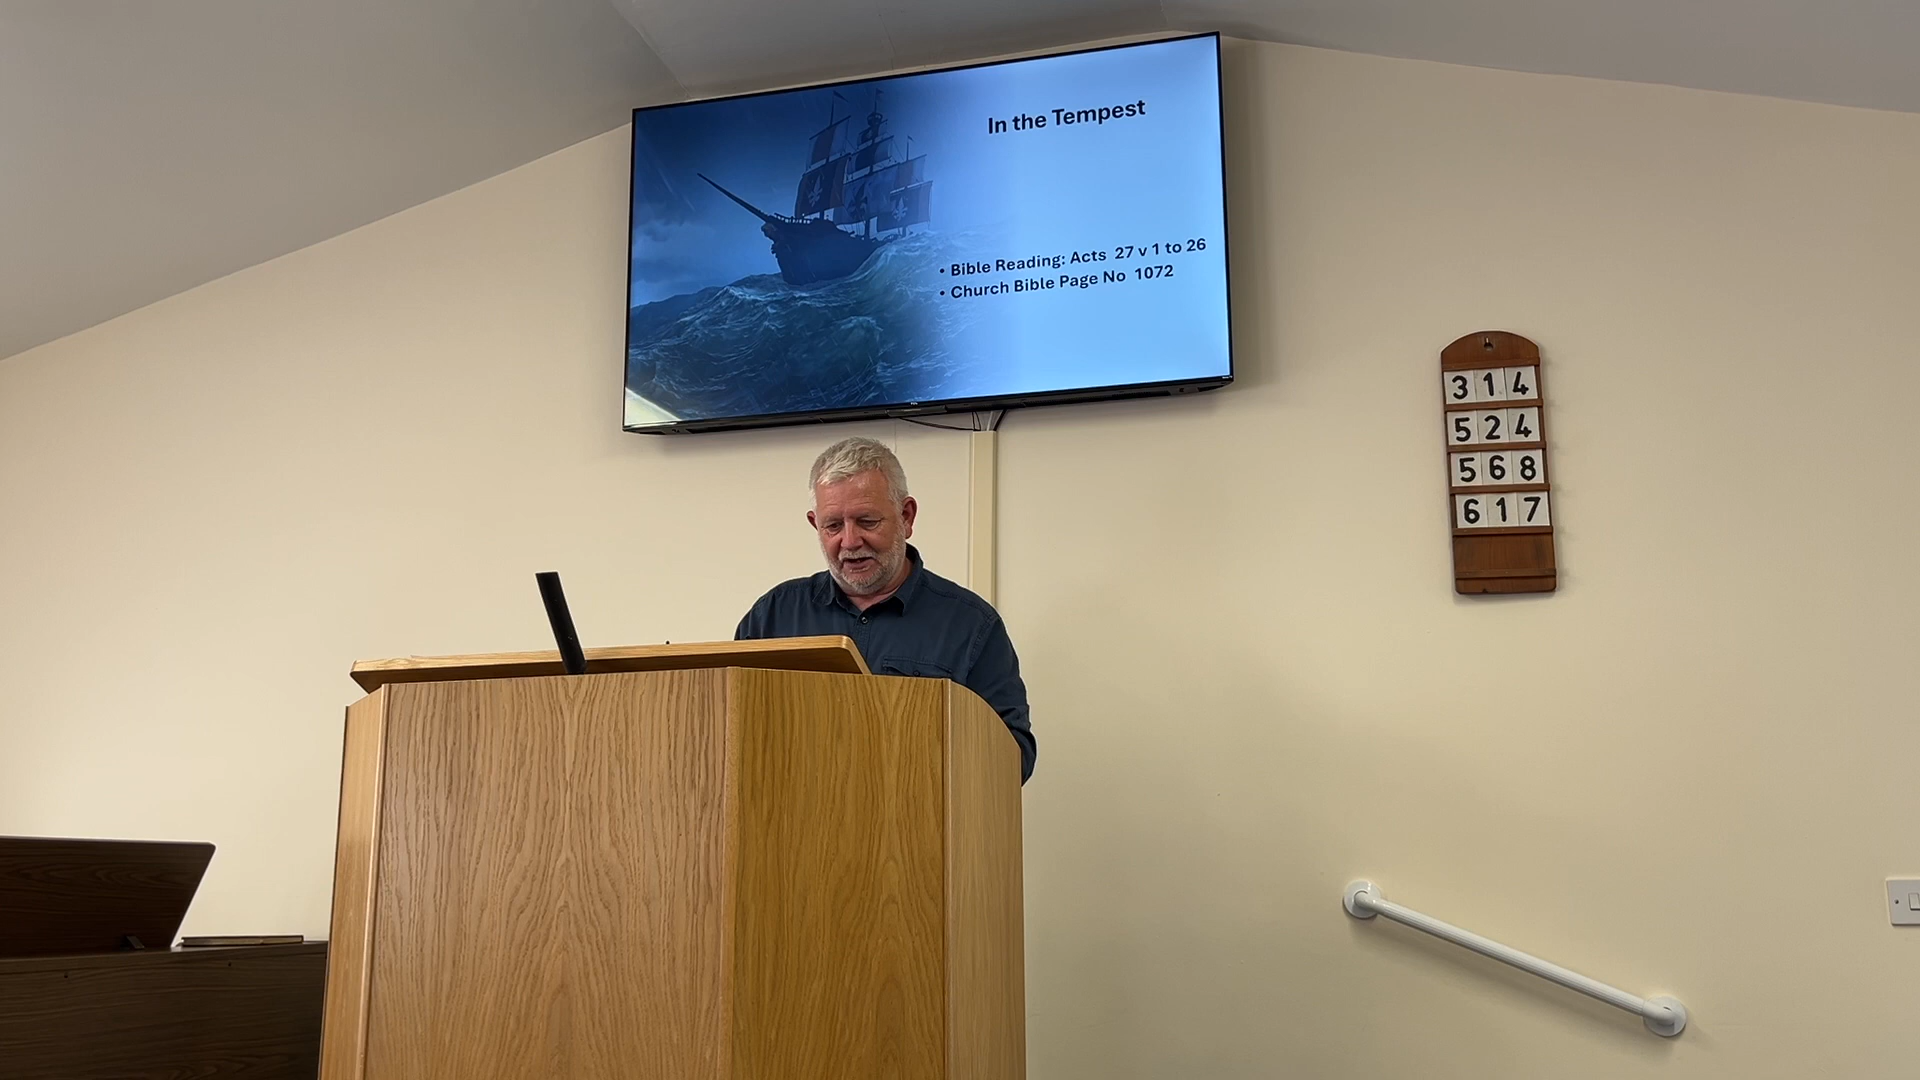 In the Tempest
• Bible Reading: Acts 27 v 1 to 26
• Church Bible Page No 1072
314
524
568
617
TCL